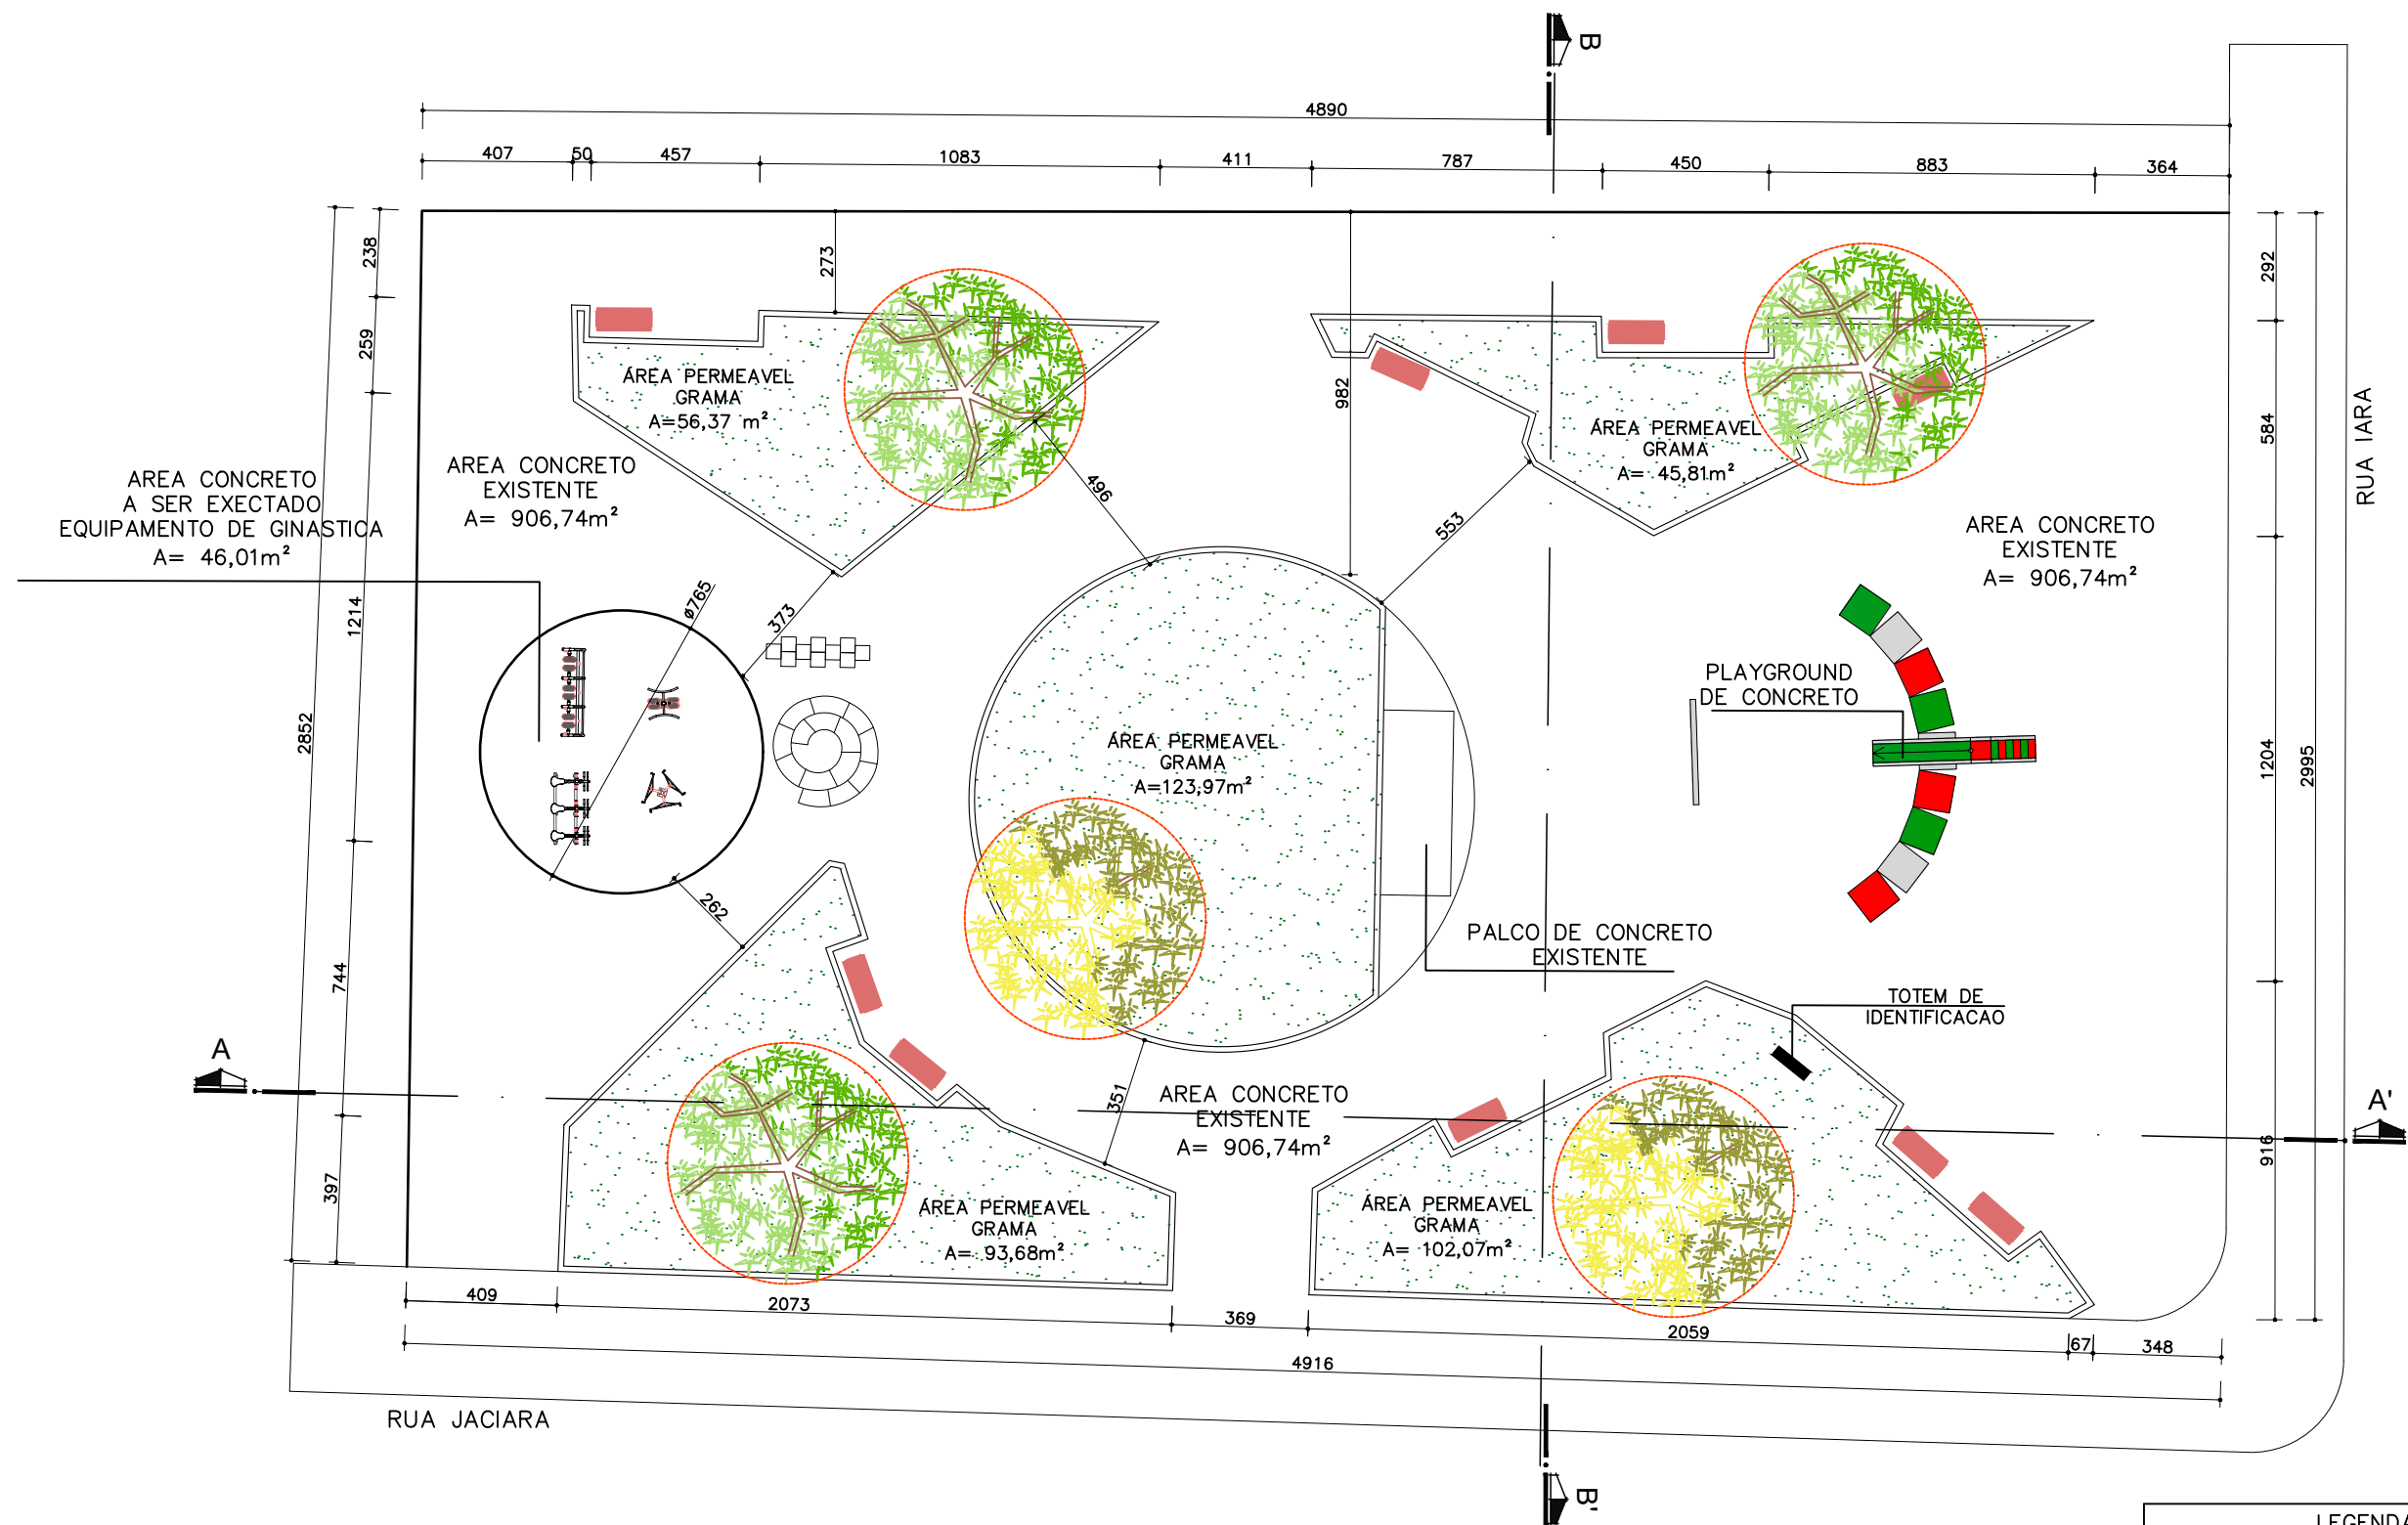 B
4890
407
50
457
1083
411
787
450
883
364
238
259
1214
744
397
2852
273
982
292
584
1204
916
2995
RUA IARA
ÁREA PERMEAVEL
GRAMA
A=56,37 m²
ÁREA PERMEAVEL
GRAMA
A= 45,81m²
AREA CONCRETO
A SER EXECTADO
EQUIPAMENTO DE GINASTICA
A= 46,01m²
AREA CONCRETO
EXISTENTE
A= 906,74m²
496
553
AREA CONCRETO
EXISTENTE
A= 906,74m²
ø765
373
PLAYGROUND
DE CONCRETO
ÁREA PERMEAVEL
GRAMA
A=123,97m²
262
PALCO DE CONCRETO
EXISTENTE
TOTEM DE
IDENTIFICACAO
A
A'
351
AREA CONCRETO
EXISTENTE
A= 906,74m²
ÁREA PERMEAVEL
GRAMA
A= 93,68m²
ÁREA PERMEAVEL
GRAMA
A= 102,07m²
409
2073
369
2059
67
348
4916
RUA JACIARA
B'
LEGENDA